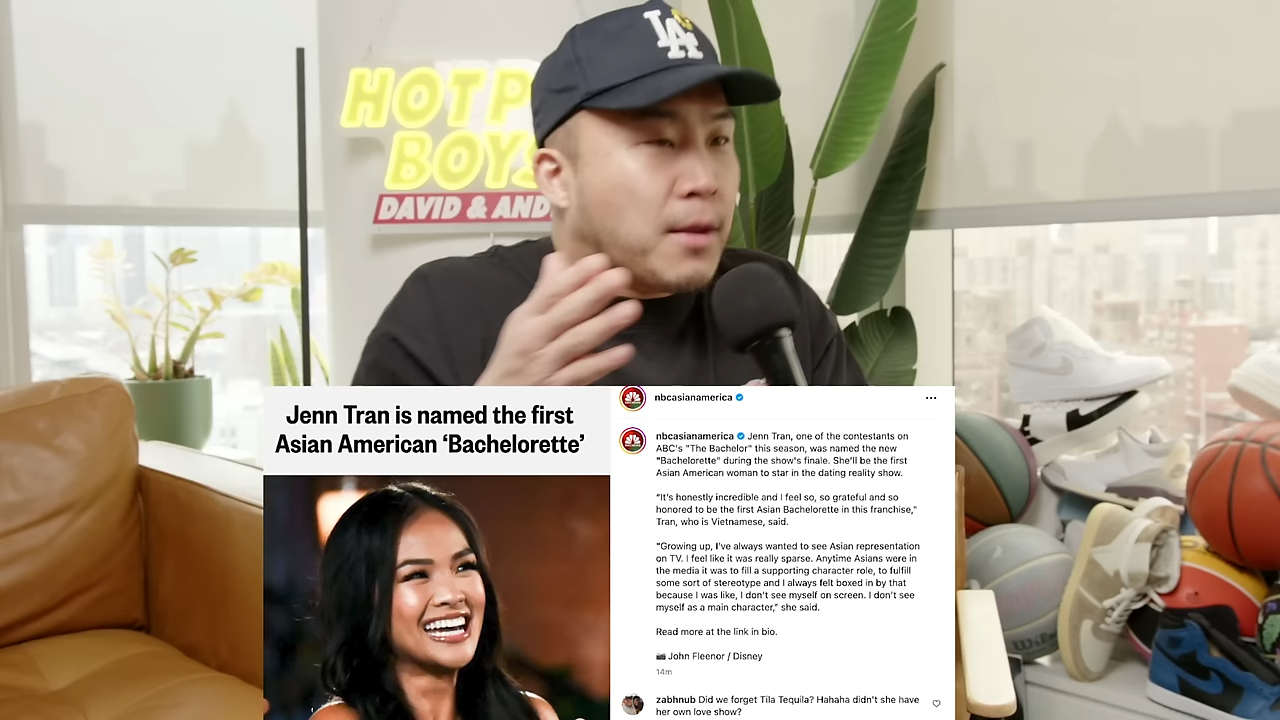 LA
HOT P
BOYS
DAVID & AND
Jenn Tran is named the first
Asian American ‘Bachelorette’
nbcasianamerica
nbcasianamerica Jenn Tran, one of the contestants on
ABC's "The Bachelor" this season, was named the new
"Bachelorette" during the show's finale. She'll be the first
Asian American woman to star in the dating reality show.
"It's honestly incredible and I feel so, so grateful and so
honored to be the first Asian Bachelorette in this franchise,"
Tran, who is Vietnamese, said.
"Growing up, I've always wanted to see Asian representation
on TV. I feel like it was really sparse. Anytime Asians were in
the media it was to fill a supporting character role, to fulfill
some sort of stereotype and I always felt boxed in by that
because I was like, I don't see myself on screen. I don't see
myself as a main character," she said.
Read more at the link in bio.
📷 John Fleenor / Disney
14m
zabhnub Did we forget Tila Tequila? Hahaha didn't she have
her own love show?
Wilson